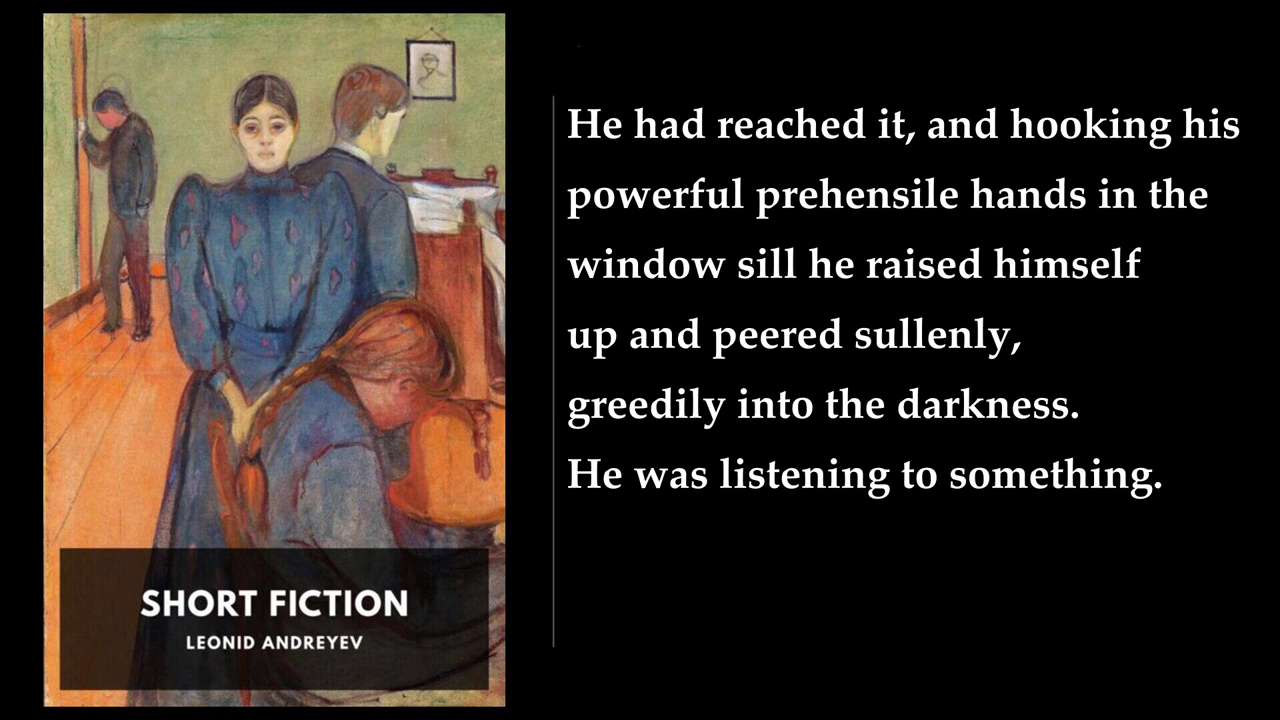 SHORT FICTION
LEONID ANDREYEV
He had reached it, and hooking his
powerful prehensile hands in the
window sill he raised himself
up and peered sullenly,
greedily into the darkness.
He was listening to something.